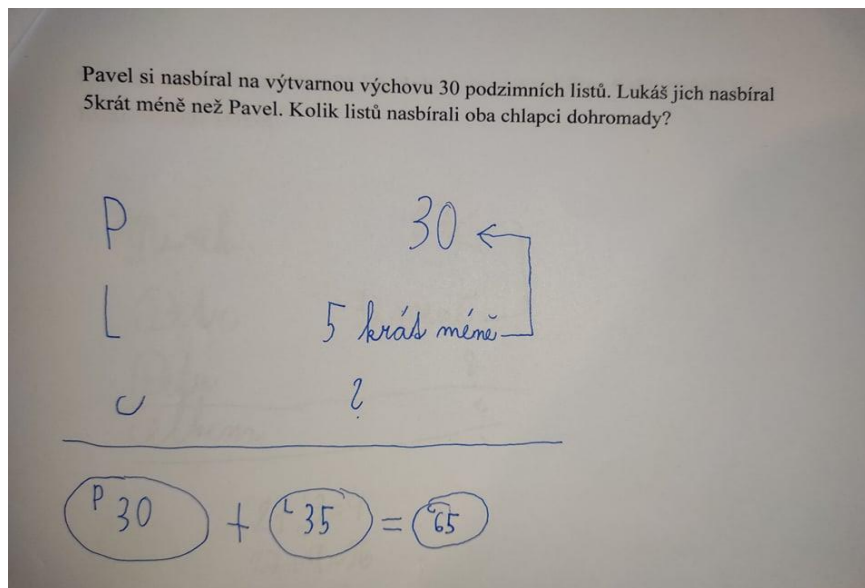 Pavel si nasbíral na výtvarnou výchovu 30 podzimních listů. Lukáš jich nasbíral
5krát méně než Pavel. Kolik listů nasbírali oba chlapci dohromady?
P 30
L 5 krát méně
C ?
P 30 + L 35 = C 65